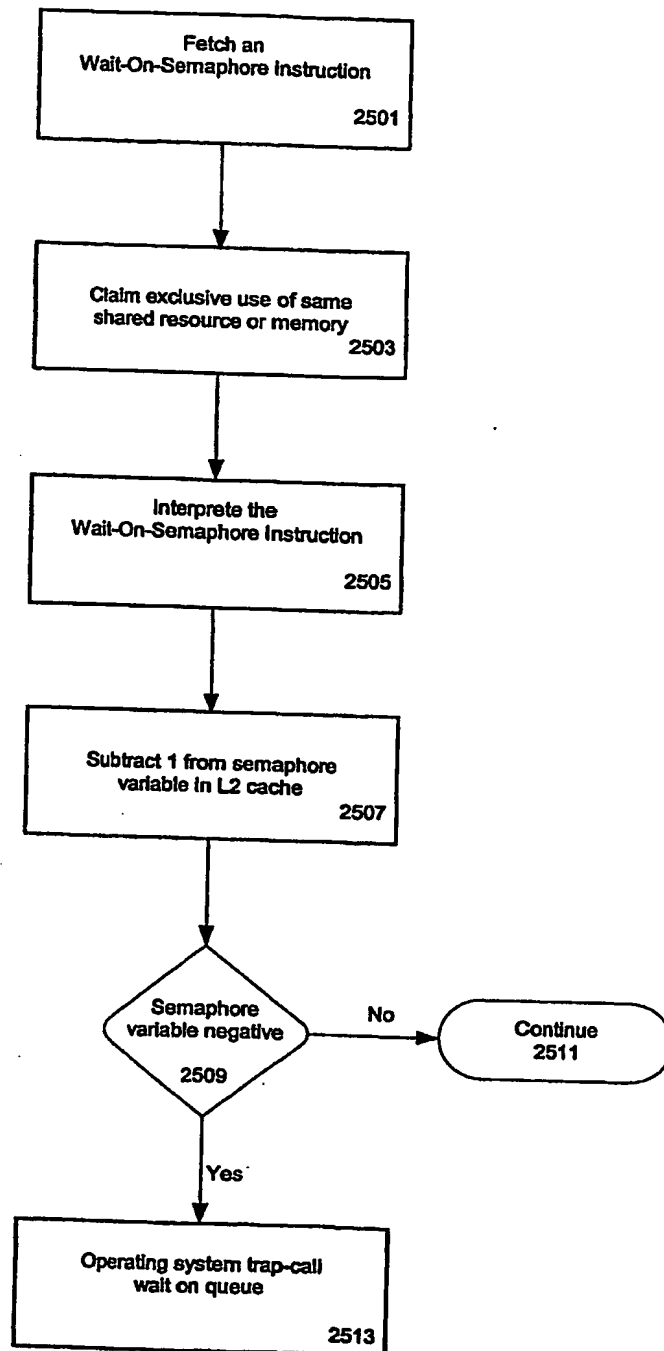 Fetch an
Wait-On-Semaphore instruction
2501
Claim exclusive use of same
shared resource or memory
2503
Interprete the
Wait-On-Semaphore Instruction
2505
Subtract 1 from semaphore
variable in L2 cache
2507
Semaphore
variable negative
2509
No
Continue
2511
Yes
Operating system trap-call
wait on queue
2513